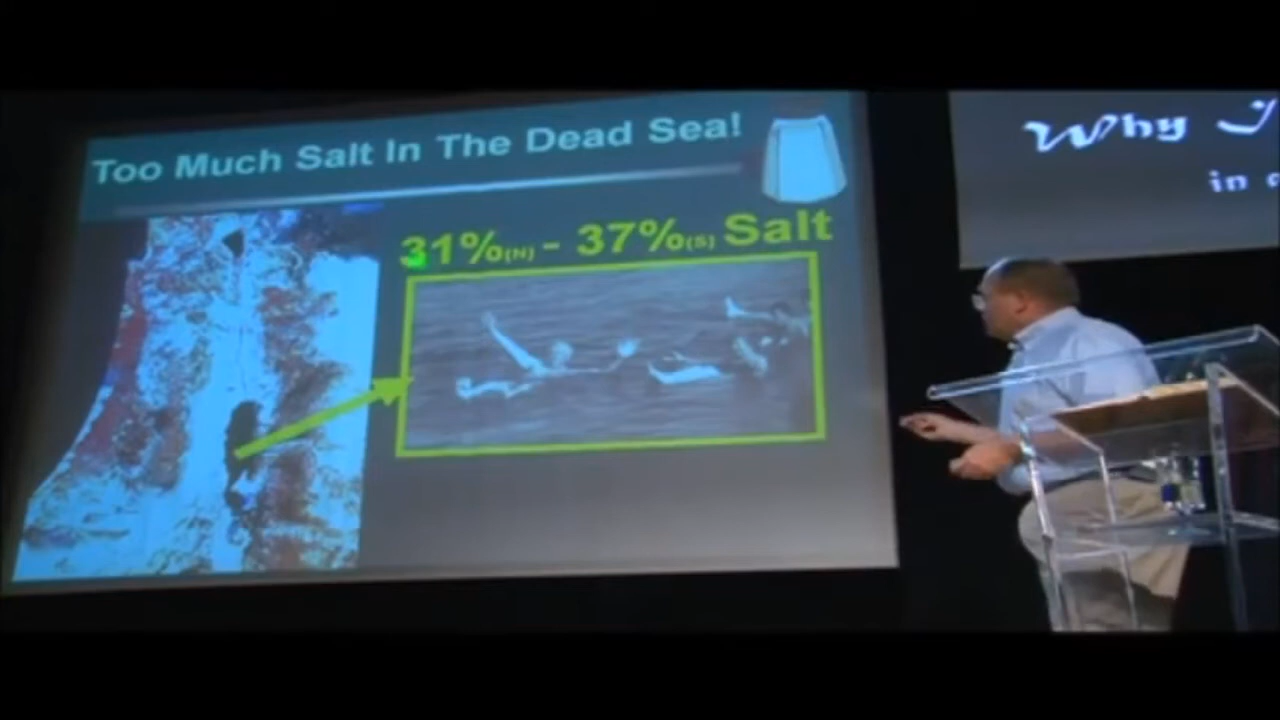 Too Much Salt In The Dead Sea!
31%(N) - 37%(S) Salt
Why
in